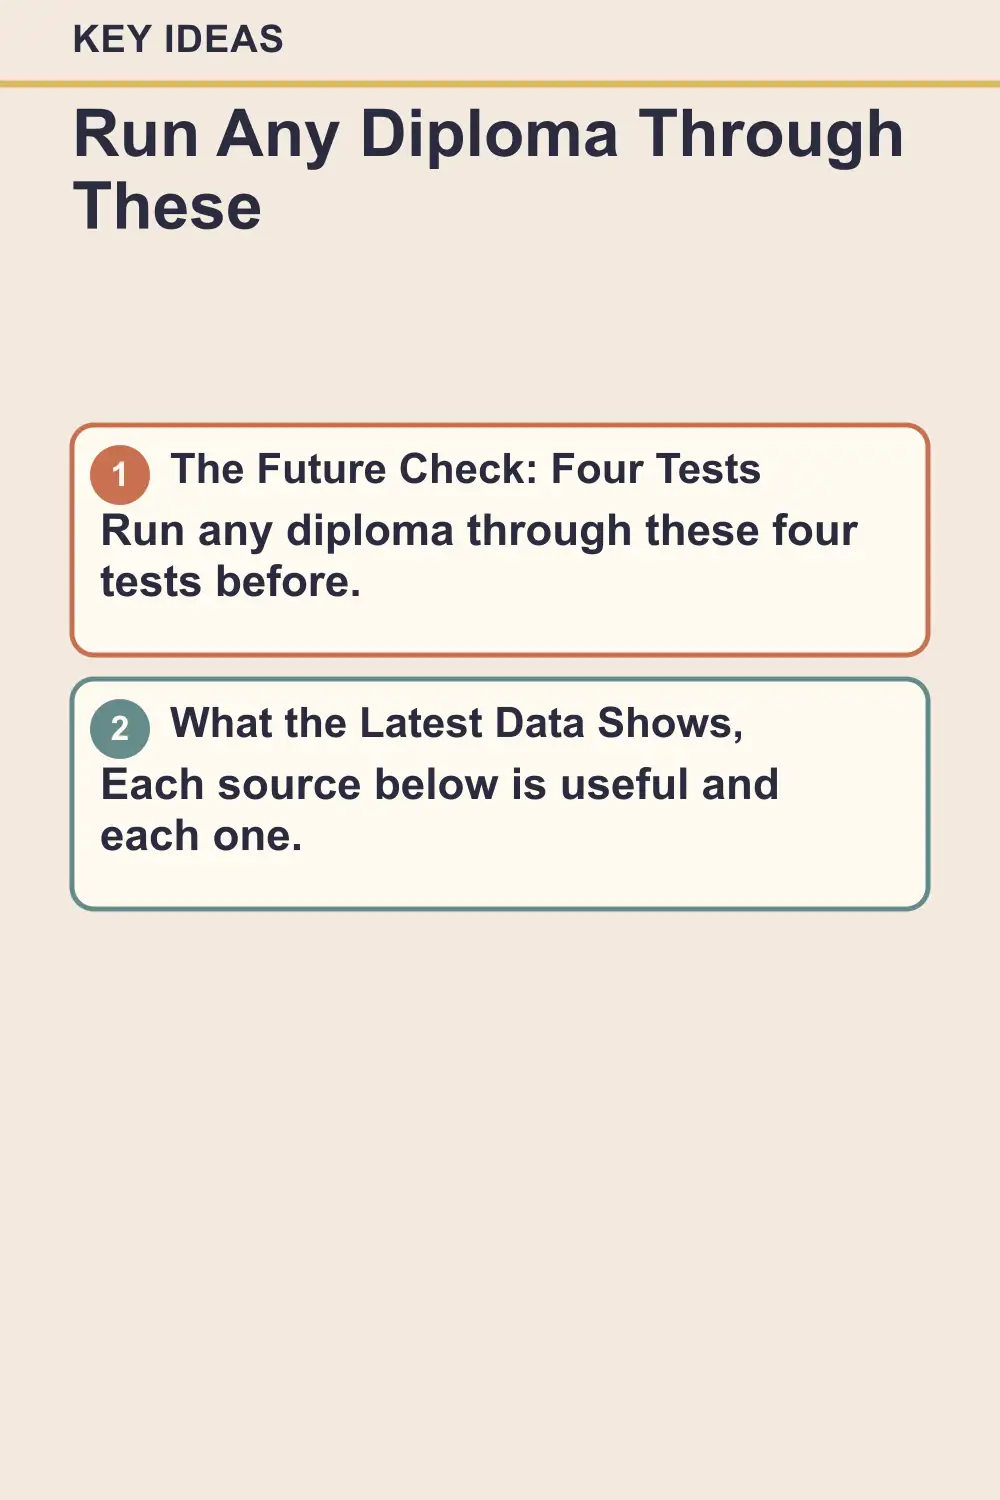 KEY IDEAS
Run Any Diploma Through
These
1 The Future Check: Four Tests
Run any diploma through these four
tests before.
2 What the Latest Data Shows,
Each source below is useful and
each one.